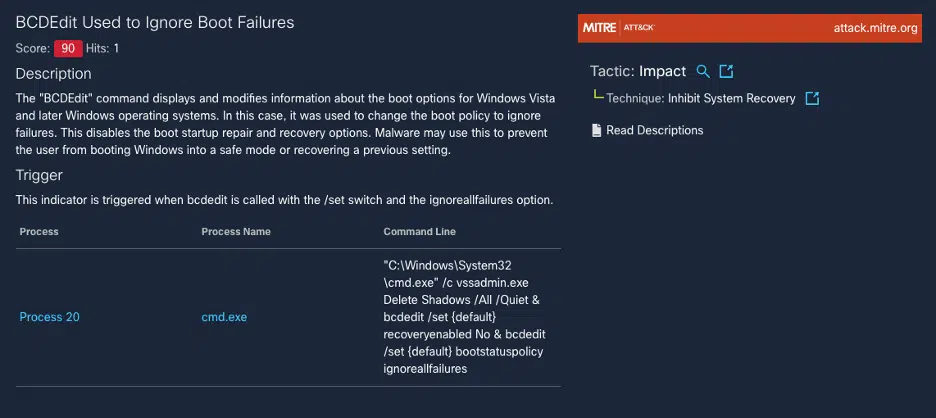 BCDEdit Used to Ignore Boot Failures
Score: 90 Hits: 1
Description
The "BCDEdit" command displays and modifies information about the boot options for Windows Vista
and later Windows operating systems. In this case, it was used to change the boot policy to ignore
failures. This disables the boot startup repair and recovery options. Malware may use this to prevent
the user from booting Windows into a safe mode or recovering a previous setting.
Trigger
This indicator is triggered when bcdedit is called with the /set switch and the ignoreallfailures option.
Process Process Name Command Line
Process 20 cmd.exe
"C:\Windows\System32
\cmd.exe" /c vssadmin.exe
Delete Shadows /All /Quiet &
bcdedit /set {default}
recoveryenabled No & bcdedit
/set {default} bootstatuspolicy
ignoreallfailures
MITRE ATT&CK attack.mitre.org
Tactic: Impact
Technique: Inhibit System Recovery
Read Descriptions